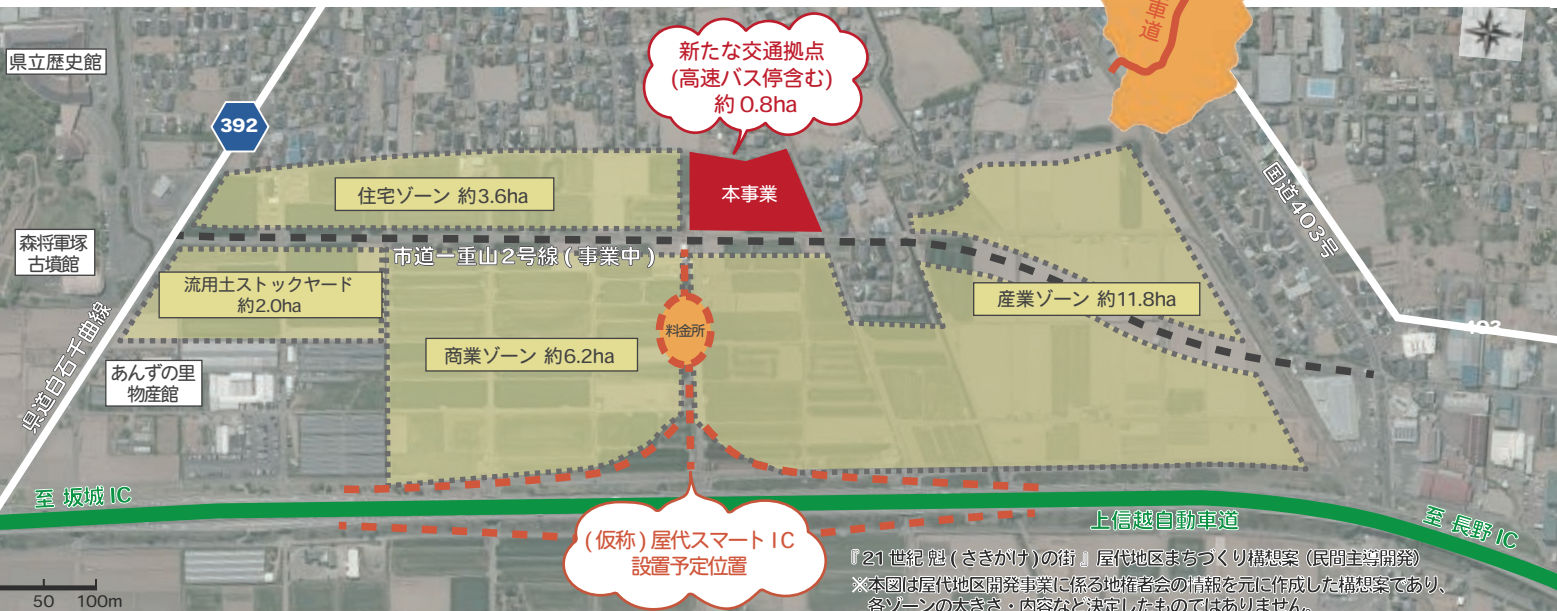 車道
県立歴史館
新たな交通拠点
(高速バス停含む)
約 0.8ha
392
住宅ゾーン 約3.6ha
本事業
国道403号
森将軍塚
古墳館
市道一重山2号線 ( 事業中 )
流用土ストックヤード
約2.0ha
産業ゾーン 約11.8ha
料金所
商業ゾーン 約6.2ha
県道白石千曲線
あんずの里
物産館
403
至 坂城 IC
上信越自動車道
至 長野 IC
( 仮称 ) 屋代スマート IC
設置予定位置
『 21 世紀 魁 ( さきがけ ) の街 』 屋代地区まちづくり構想案 (民間主導開発)
※本図は屋代地区開発事業に係る地権者会の情報を元に作成した構想案であり、
各ゾーンの大きさ・内容など決定したものではありません。
50 100m